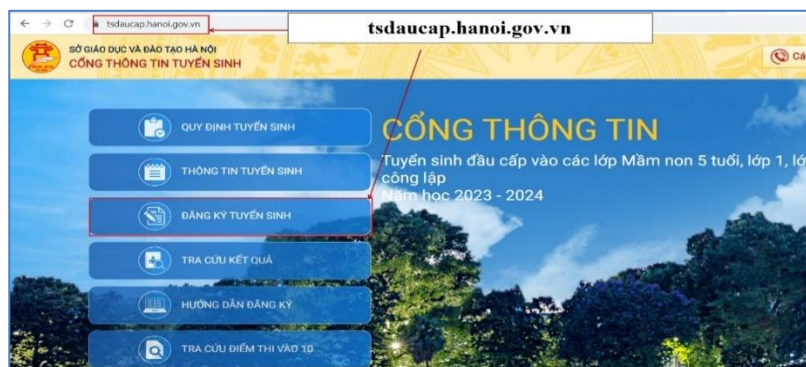 tsdaucap.hanoi.gov.vn
tsdaucap.hanoi.gov.vn
SỞ GIÁO DỤC VÀ ĐÀO TẠO HÀ NỘI
CỔNG THÔNG TIN TUYỂN SINH
Cá
QUY ĐỊNH TUYỂN SINH
THÔNG TIN TUYỂN SINH
ĐĂNG KÝ TUYỂN SINH
TRA CỨU KẾT QUẢ
HƯỚNG DẪN ĐĂNG KÝ
TRA CỨU ĐIỂM THI VÀO 10
CỔNG THÔNG TIN
Tuyển sinh đầu cấp vào các lớp Mầm non 5 tuổi, lớp 1, lớ
công lập
Năm học 2023 - 2024